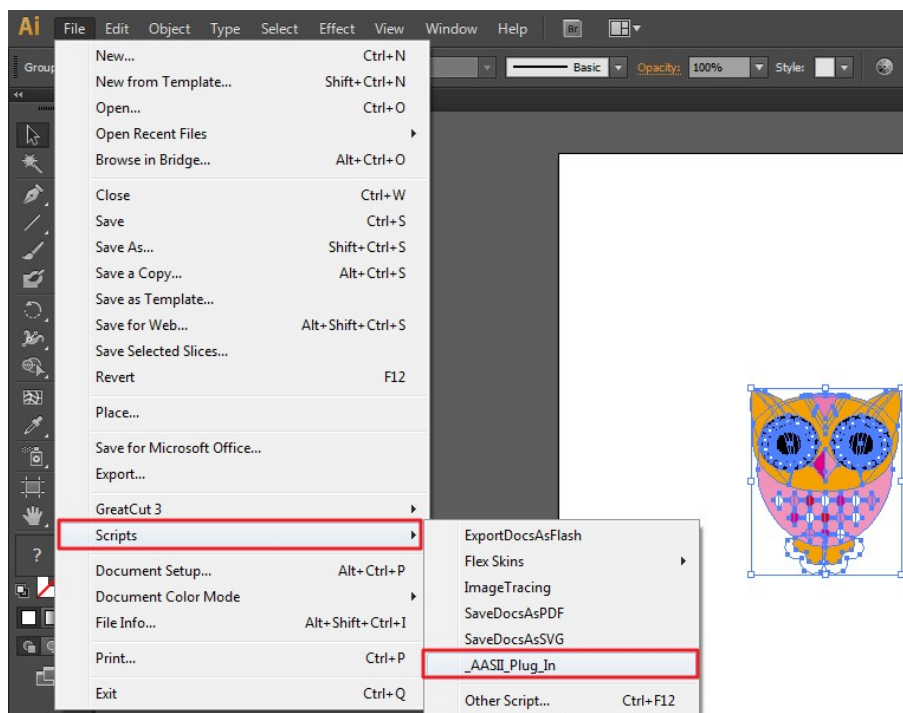 Ai File Edit Object Type Select Effect View Window Help Br
Group
Basic Opacity: 100% Style:
New... Ctrl+N
New from Template... Shift+Ctrl+N
Open... Ctrl+O
Open Recent Files
Browse in Bridge... Alt+Ctrl+O
Close Ctrl+W
Save Ctrl+S
Save As... Shift+Ctrl+S
Save a Copy... Alt+Ctrl+S
Save as Template...
Save for Web... Alt+Shift+Ctrl+S
Save Selected Slices...
Revert F12
Place...
Save for Microsoft Office...
Export...
GreatCut 3
Scripts
ExportDocsAsFlash
Flex Skins
ImageTracing
SaveDocsAsPDF
SaveDocsAsSVG
_AASII_Plug_In
Other Script... Ctrl+F12
?
Document Setup... Alt+Ctrl+P
Document Color Mode
File Info... Alt+Shift+Ctrl+I
Print... Ctrl+P
Exit Ctrl+Q